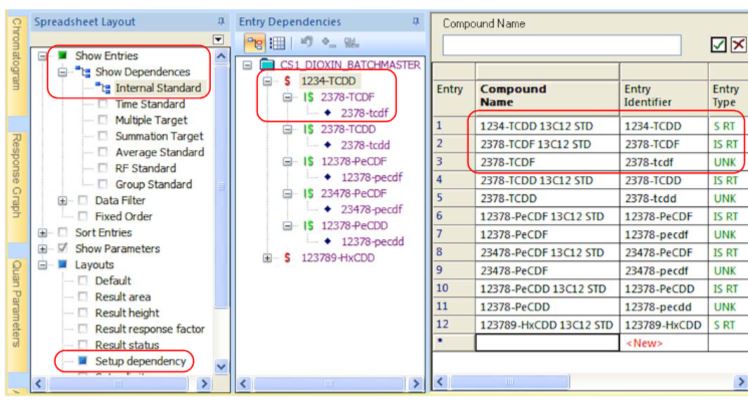 Chromatogram
Response Graph
Quan Parameters
Spreadsheet Layout
Show Entries
Show Dependences
Internal Standard
Time Standard
Multiple Target
Summation Target
Average Standard
RF Standard
Group Standard
Data Filter
Fixed Order
Sort Entries
Show Parameters
Layouts
Default
Result area
Result height
Result response factor
Result status
Setup dependency
Entry Dependencies
CS1_DIOXIN_BATCHMASTER
$ 1234-TCDD
I$ 2378-TCDF
2378-tcdf
I$ 2378-TCDD
2378-tcdd
I$ 12378-PeCDF
12378-pecdf
I$ 23478-PeCDF
23478-pecdf
I$ 12378-PeCDD
12378-pecdd
$ 123789-HxCDD
Compound Name
Entry Compound Name Entry Identifier Entry Type
1 1234-TCDD 13C12 STD 1234-TCDD S RT
2 2378-TCDF 13C12 STD 2378-TCDF IS RT
3 2378-TCDF 2378-tcdf UNK
4 2378-TCDD 13C12 STD 2378-TCDD IS RT
5 2378-TCDD 2378-tcdd UNK
6 12378-PeCDF 13C12 STD 12378-PeCDF IS RT
7 12378-PeCDF 12378-pecdf UNK
8 23478-PeCDF 13C12 STD 23478-PeCDF IS RT
9 23478-PeCDF 23478-pecdf UNK
10 12378-PeCDD 13C12 STD 12378-PeCDD IS RT
11 12378-PeCDD 12378-pecdd UNK
12 123789-HxCDD 13C12 STD 123789-HxCDD S RT
* <New>